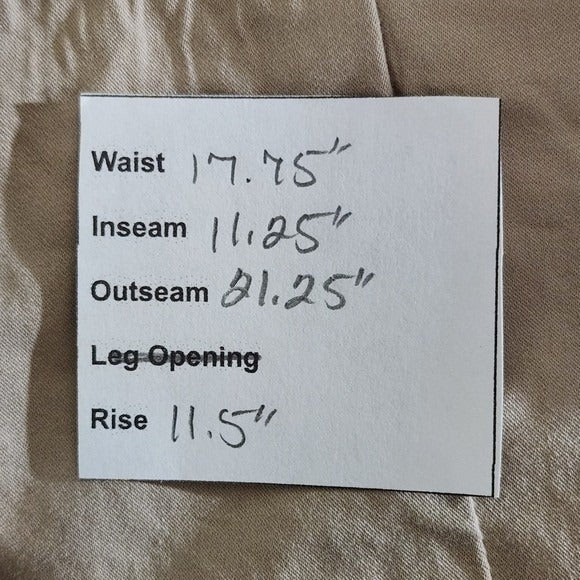 Waist 17.75"
Inseam 11.25"
Outseam 21.25"
Leg Opening
Rise 11.5"